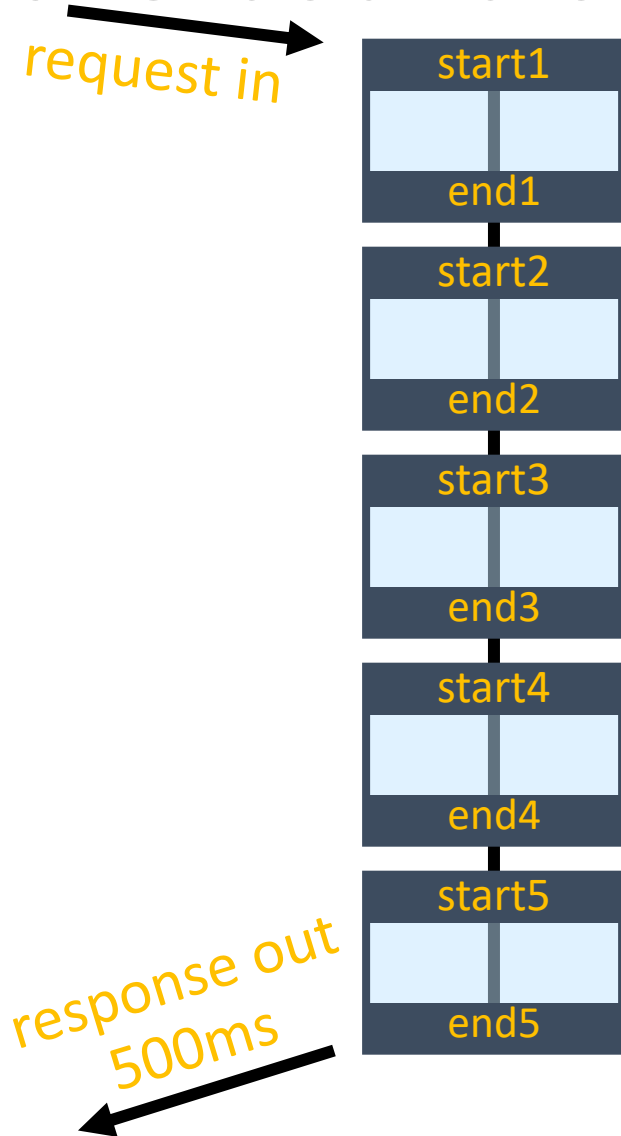 request in
start1
end1
start2
end2
start3
end3
start4
end4
start5
end5
response out
500ms